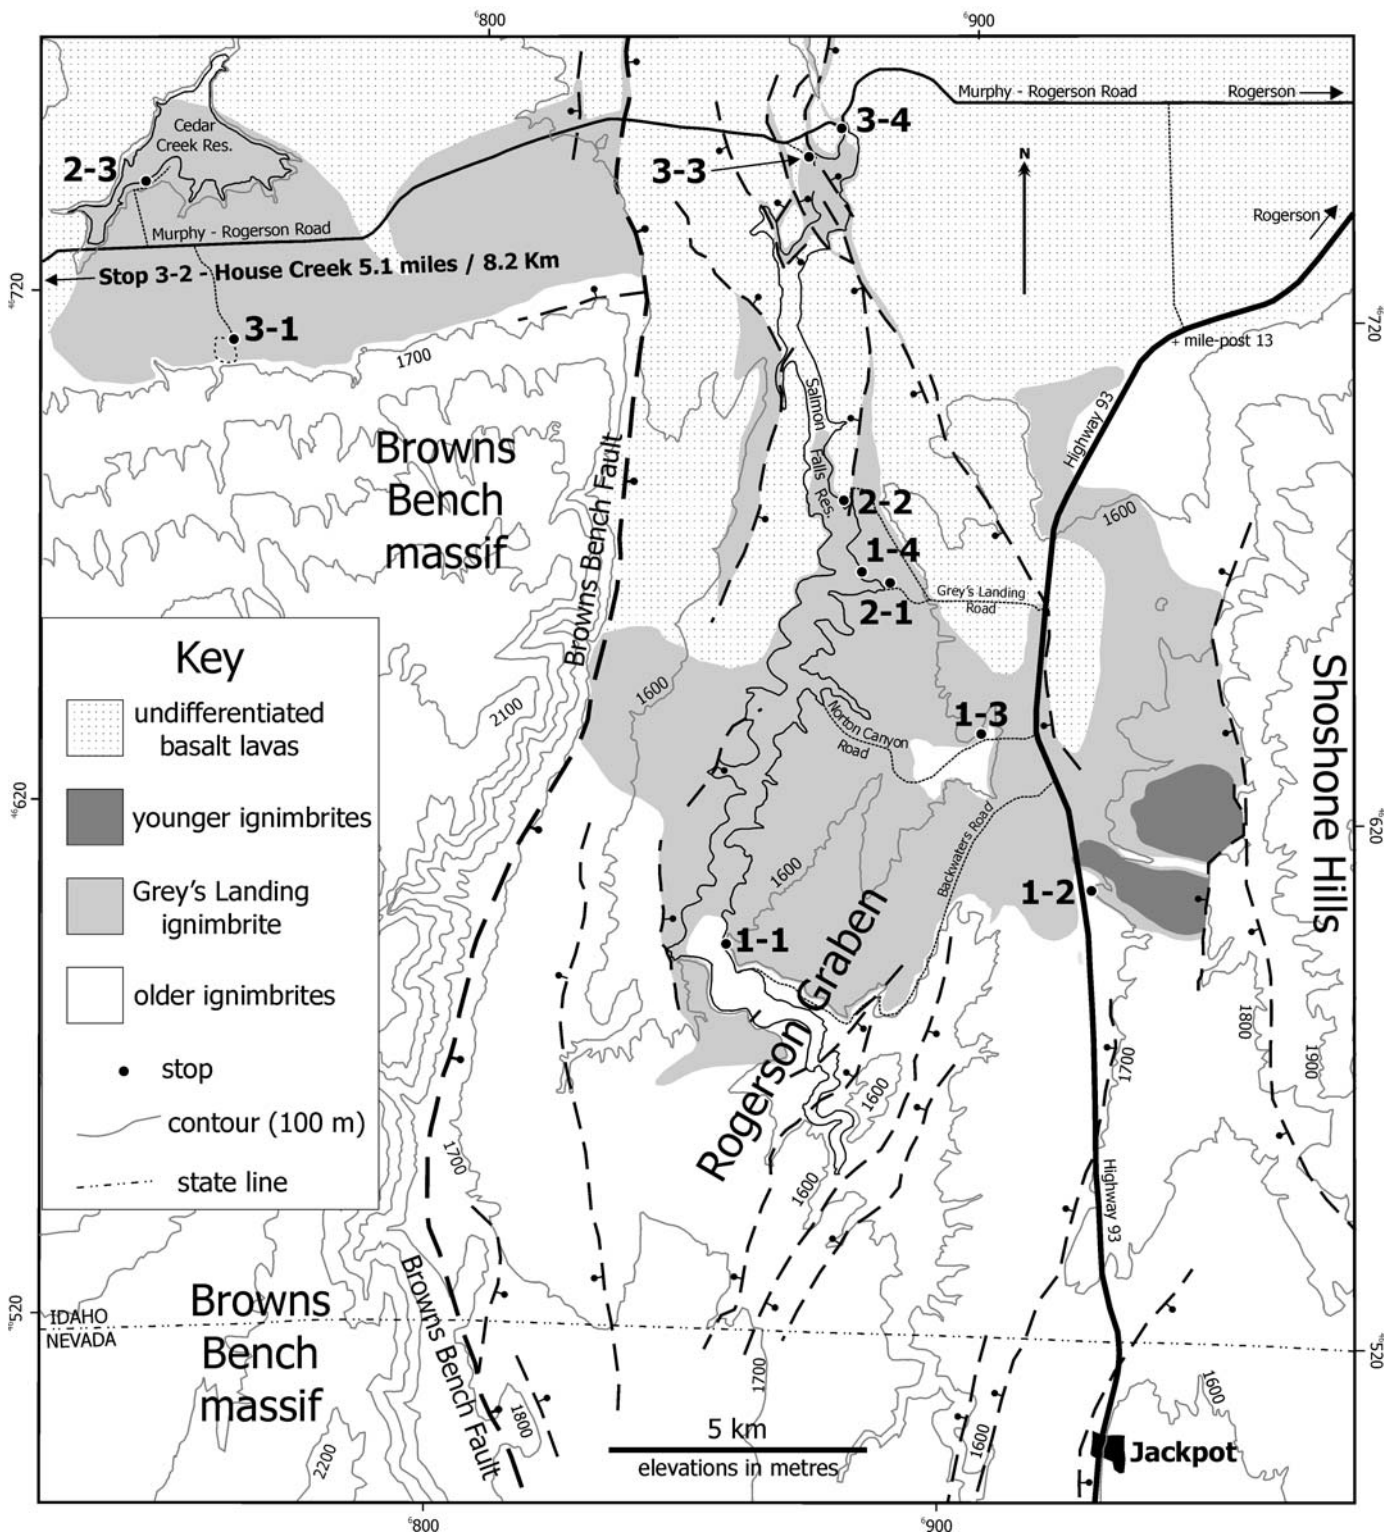 ⁶800
⁶900
Murphy - Rogerson Road
Rogerson
3-4
Cedar
Creek Res.
2-3
3-3
N
Rogerson
Murphy - Rogerson Road
Stop 3-2 - House Creek 5.1 miles / 8.2 Km
⁴⁶720
⁴⁶720
3-1
+ mile-post 13
1700
Salmon
Falls Res.
Highway 93
Browns
Bench
massif
Browns Bench Fault
2-2
1600
1-4
Grey's Landing
Road
2-1
Key
undifferentiated
basalt lavas
younger ignimbrites
Grey's Landing
ignimbrite
older ignimbrites
stop
contour (100 m)
state line
2100
1600
Norton Canyon
Road
1-3
Shoshone Hills
⁴⁶620
⁴⁶620
1600
Backwaters Road
1-2
1-1
Rogerson Graben
1800
1900
1700
1600
1700
1600
Highway 93
Browns
Bench
massif
Browns Bench Fault
⁴⁶520
IDAHO
NEVADA
⁴⁶520
1700
1600
1800
1600
2200
5 km
elevations in metres
Jackpot
⁶800
⁶900